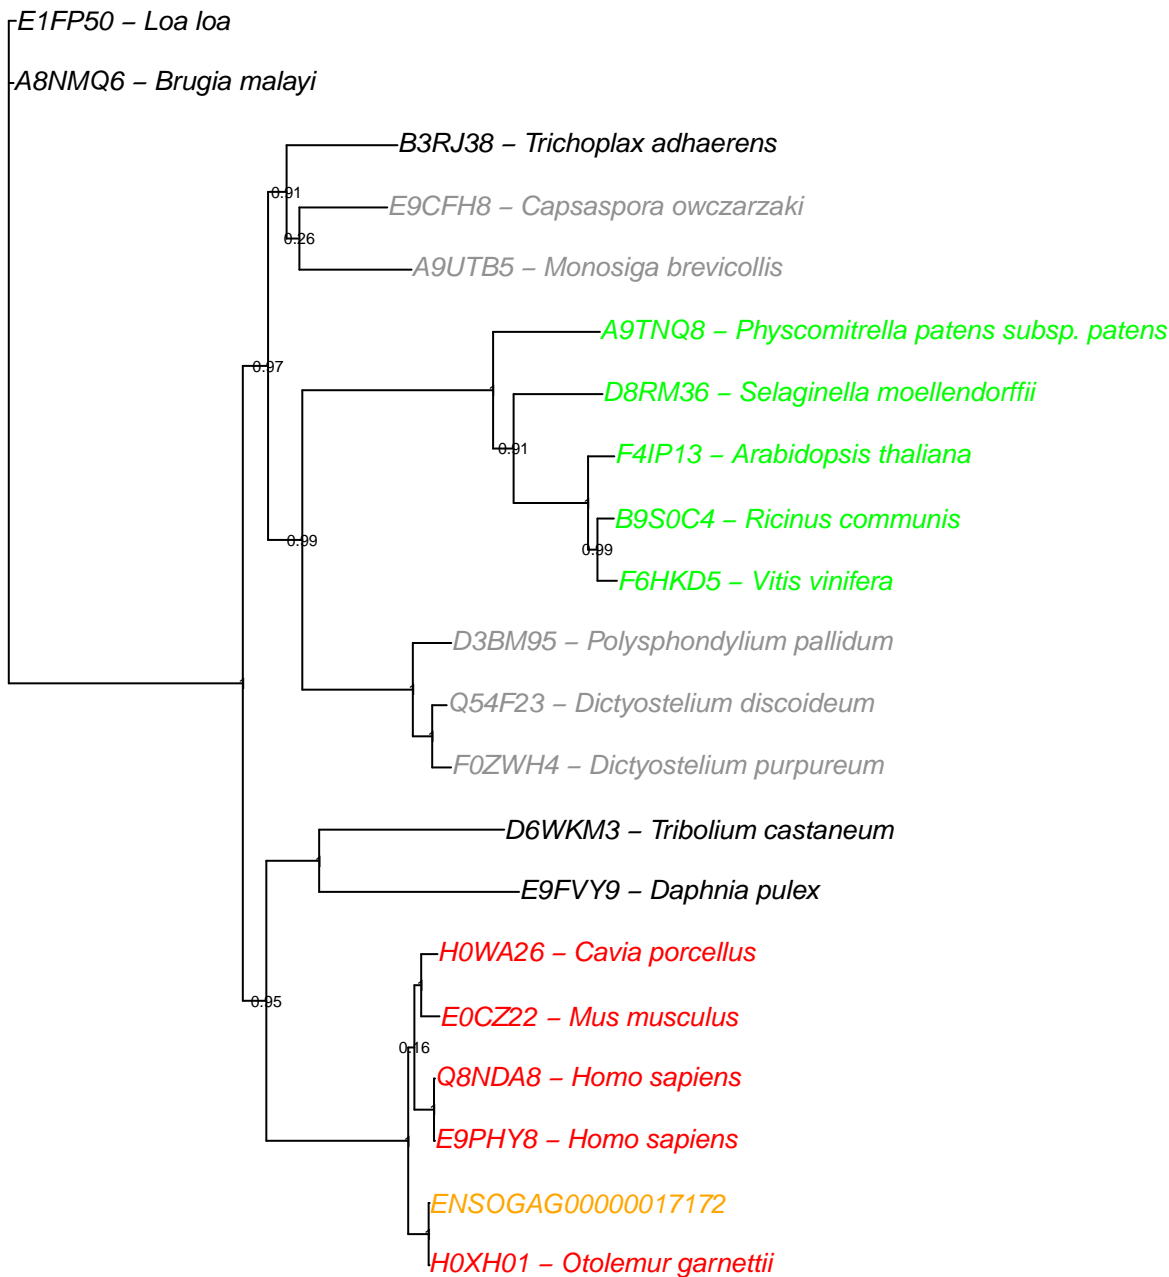 E1FP50 – Loa loa
A8NMQ6 – Brugia malayi
B3RJ38 – Trichoplax adhaerens
0.91
E9CFH8 – Capsaspora owczarzaki
0.26
A9UTB5 – Monosiga brevicollis
A9TNQ8 – Physcomitrella patens subsp. patens
0.97
D8RM36 – Selaginella moellendorffii
0.91
F4IP13 – Arabidopsis thaliana
B9S0C4 – Ricinus communis
0.99
0.99
F6HKD5 – Vitis vinifera
D3BM95 – Polysphondylium pallidum
Q54F23 – Dictyostelium discoideum
F0ZWH4 – Dictyostelium purpureum
D6WKM3 – Tribolium castaneum
E9FVY9 – Daphnia pulex
H0WA26 – Cavia porcellus
0.95
E0CZ22 – Mus musculus
0.16
Q8NDA8 – Homo sapiens
E9PHY8 – Homo sapiens
ENSOGAG00000017172
H0XH01 – Otolemur garnettii